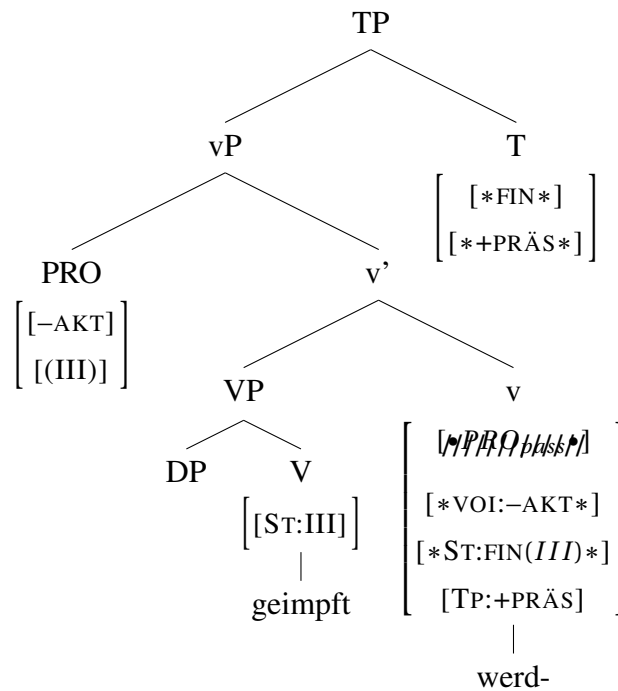 TP
vP T
[*FIN*]
[*+PRÄS*]
PRO v’
[–AKT]
[(III)]
VP v
[•PRO_pass•]
DP V
[*VOI:–AKT*]
[ST:III]
[*ST:FIN(III)*]
[TP:+PRÄS]
geimpft
werd-